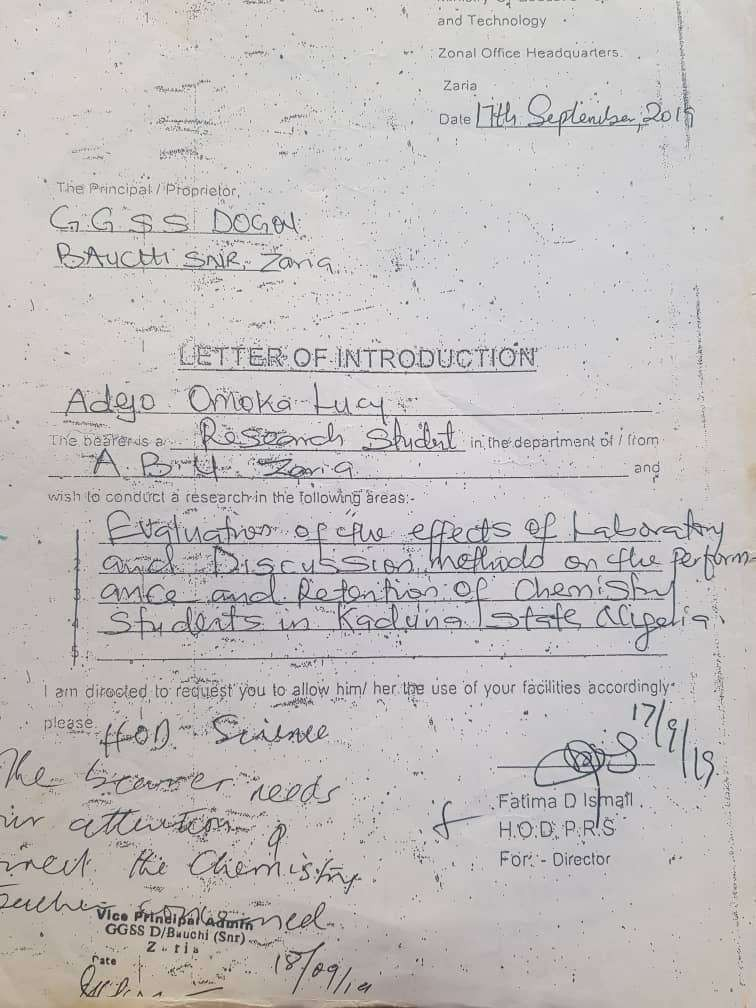 and Technology
Zonal Office Headquarters.
Zaria
Date 17th September, 2019
The Principal / Proprietor,
G.G S S DOGON
BAUCHI SNR, Zaria
LETTER OF INTRODUCTION
Adejo Omoka Lucy
The bearer is a Research Student in the department of / from
A. B. U. Zaria and
wish to conduct a research in the following areas:-
Evaluation of the effects of Laboratory
and Discussion methods on the Perform-
ance and Retention of Chemistry
Students in Kaduna State Nigeria.
I am directed to request you to allow him/ her the use of your facilities accordingly
please.
HOD Science
17/9/19
The bearer needs
attention
Fatima D Ismail
H.O.D. P.R.S
the Chemistry
For:- Director
Vice Principal Admin
GGSS D/Bauchi (Snr)
Zaria
Date
18/09/19